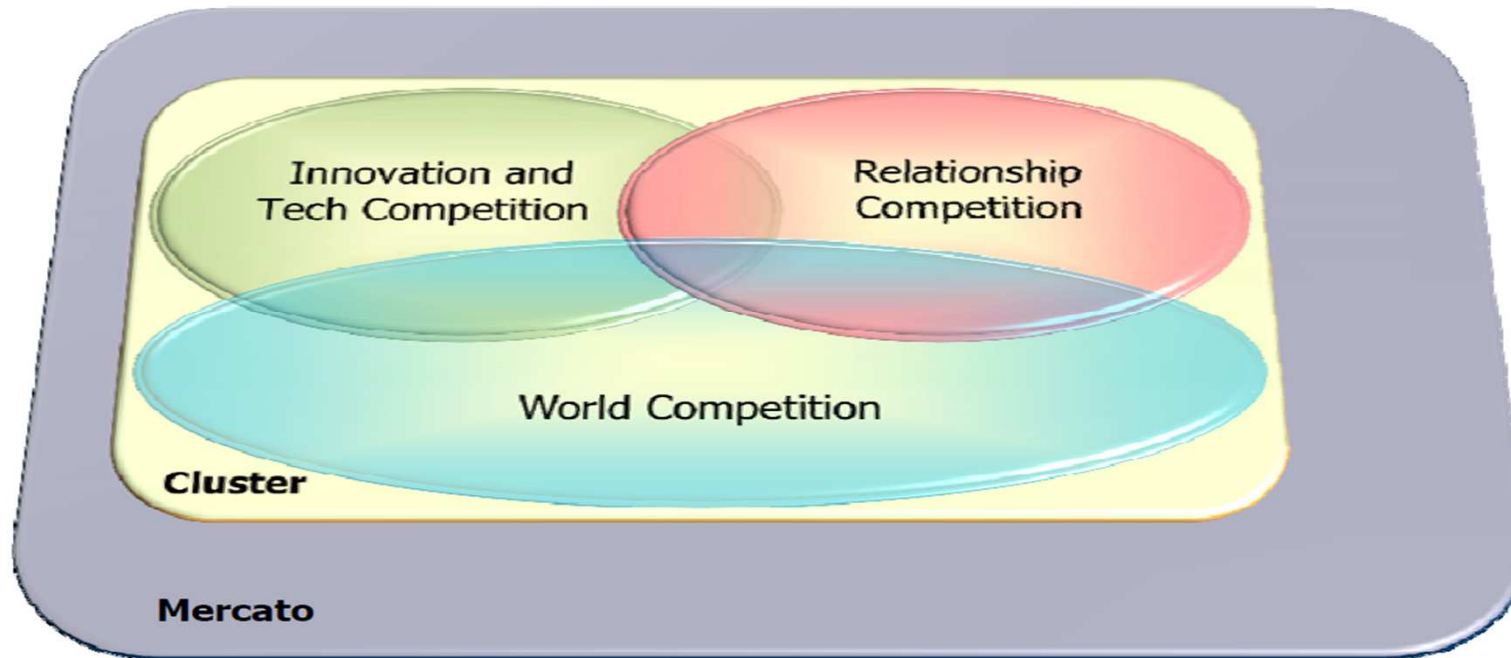 Innovation and
Tech Competition
Relationship
Competition
World Competition
Cluster
Mercato